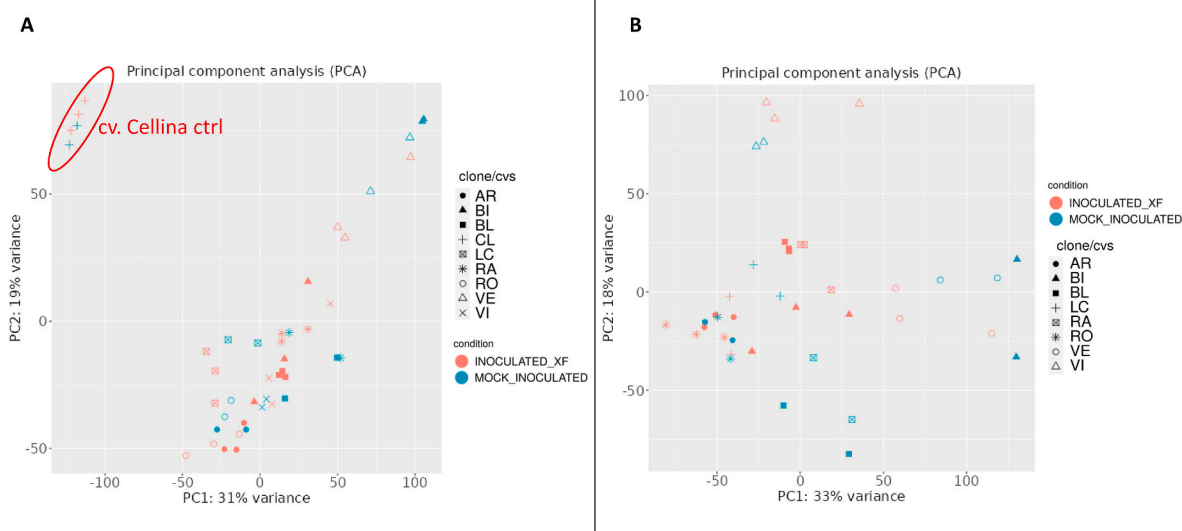 A
Principal component analysis (PCA)
cv. Cellina ctrl
50
0
-50
PC2: 19% variance
-100
-50
0
50
100
PC1: 31% variance
clone/cvs
AR
BI
BL
CL
LC
RA
RO
VE
VI
condition
INOCULATED_XF
MOCK_INOCULATED
B
Principal component analysis (PCA)
100
50
0
-50
PC2: 18% variance
-50
0
50
100
PC1: 33% variance
condition
INOCULATED_XF
MOCK_INOCULATED
clone/cvs
AR
BI
BL
LC
RA
RO
VE
VI